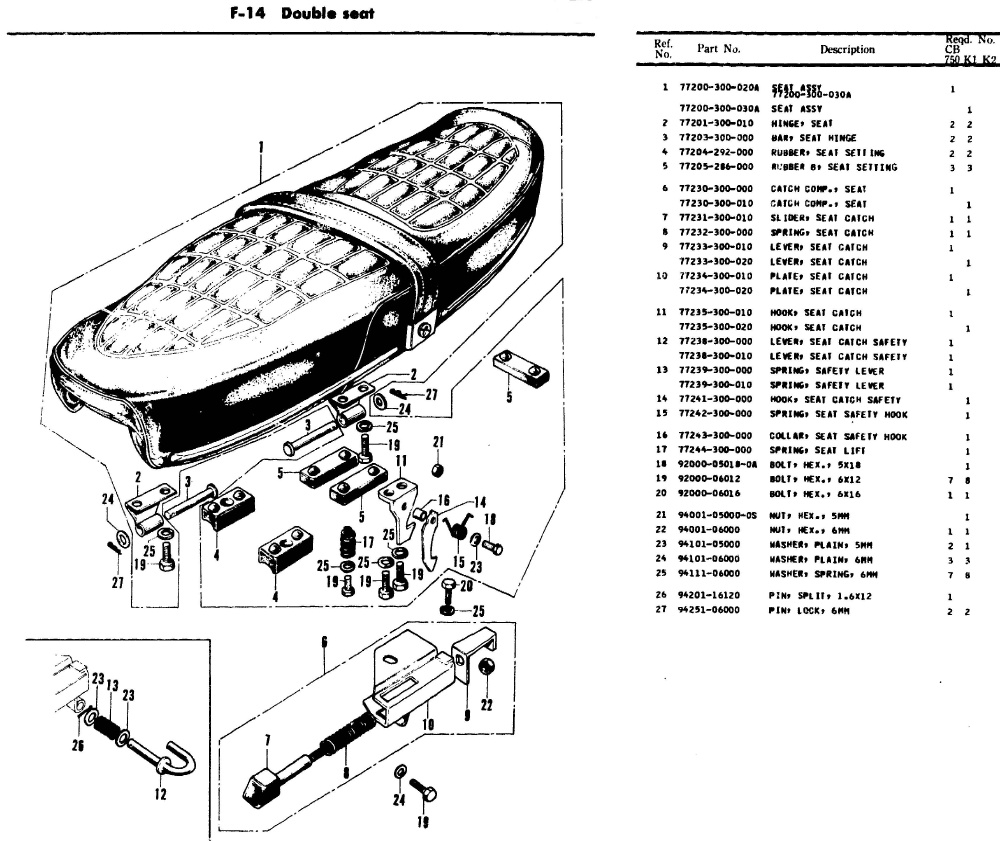 F-14 Double seat
1
2
27
24
3
25
19
5
21
5
11
2
3
24
16
14
18
5
4
25
17
25
19
27
25
25
15
23
19
19
19
20
4
25
6
22
9
10
23
13
23
26
12
7
8
24
19
Ref. No. Part No. Description Reqd. No. CB 750 K1 K2
1 77200-300-020A SEAT ASSY 1
77200-300-030A
77200-300-030A SEAT ASSY 1
2 77201-300-010 HINGE, SEAT 2 2
3 77203-300-000 BAR, SEAT HINGE 2 2
4 77204-292-000 RUBBER, SEAT SETTING 2 2
5 77205-286-000 RUBBER B, SEAT SETTING 3 3
6 77230-300-000 CATCH COMP., SEAT 1
77230-300-010 CATCH COMP., SEAT 1
7 77231-300-010 SLIDER, SEAT CATCH 1 1
8 77232-300-000 SPRING, SEAT CATCH 1 1
9 77233-300-010 LEVER, SEAT CATCH 1
77233-300-020 LEVER, SEAT CATCH 1
10 77234-300-010 PLATE, SEAT CATCH 1
77234-300-020 PLATE, SEAT CATCH 1
11 77235-300-010 HOOK, SEAT CATCH 1
77235-300-020 HOOK, SEAT CATCH 1
12 77238-300-000 LEVER, SEAT CATCH SAFETY 1
77238-300-010 LEVER, SEAT CATCH SAFETY 1
13 77239-300-000 SPRING, SAFETY LEVER 1
77239-300-010 SPRING, SAFETY LEVER 1
14 77241-300-000 HOOK, SEAT CATCH SAFETY 1
15 77242-300-000 SPRING, SEAT SAFETY HOOK 1
16 77243-300-000 COLLAR, SEAT SAFETY HOOK 1
17 77244-300-000 SPRING, SEAT LIFT 1
18 92000-05018-0A BOLT, HEX., 5X18 1
19 92000-06012 BOLT, HEX., 6X12 7 8
20 92000-06016 BOLT, HEX., 6X16 1 1
21 94001-05000-0S NUT, HEX., 5MM 1
22 94001-06000 NUT, HEX., 6MM 1 1
23 94101-05000 WASHER, PLAIN, 5MM 2 1
24 94101-06000 WASHER, PLAIN, 6MM 3 3
25 94111-06000 WASHER, SPRING, 6MM 7 8
26 94201-16120 PIN, SPLIT, 1.6X12 1
27 94251-06000 PIN, LOCK, 6MM 2 2